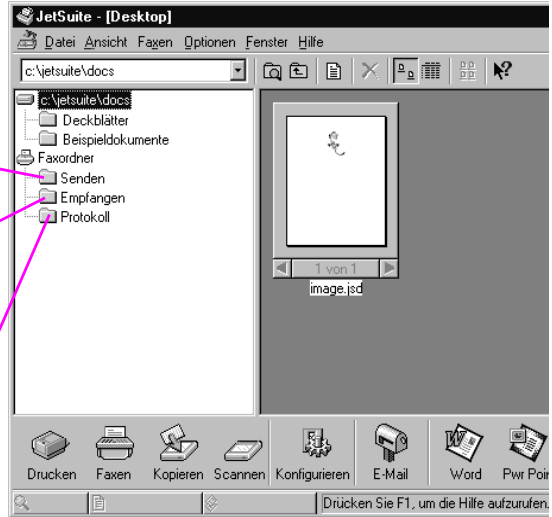 JetSuite - [Desktop]
Datei Ansicht Faxen Optionen Fenster Hilfe
c:\jetsuite\docs
c:\jetsuite\docs
Deckblätter
Beispieldokumente
Faxordner
Senden
Empfangen
Protokoll
1 von 1
image.jsd
Drucken Faxen Kopieren Scannen Konfigurieren E-Mail Word Pwr Poin
Drücken Sie F1, um die Hilfe aufzurufen.